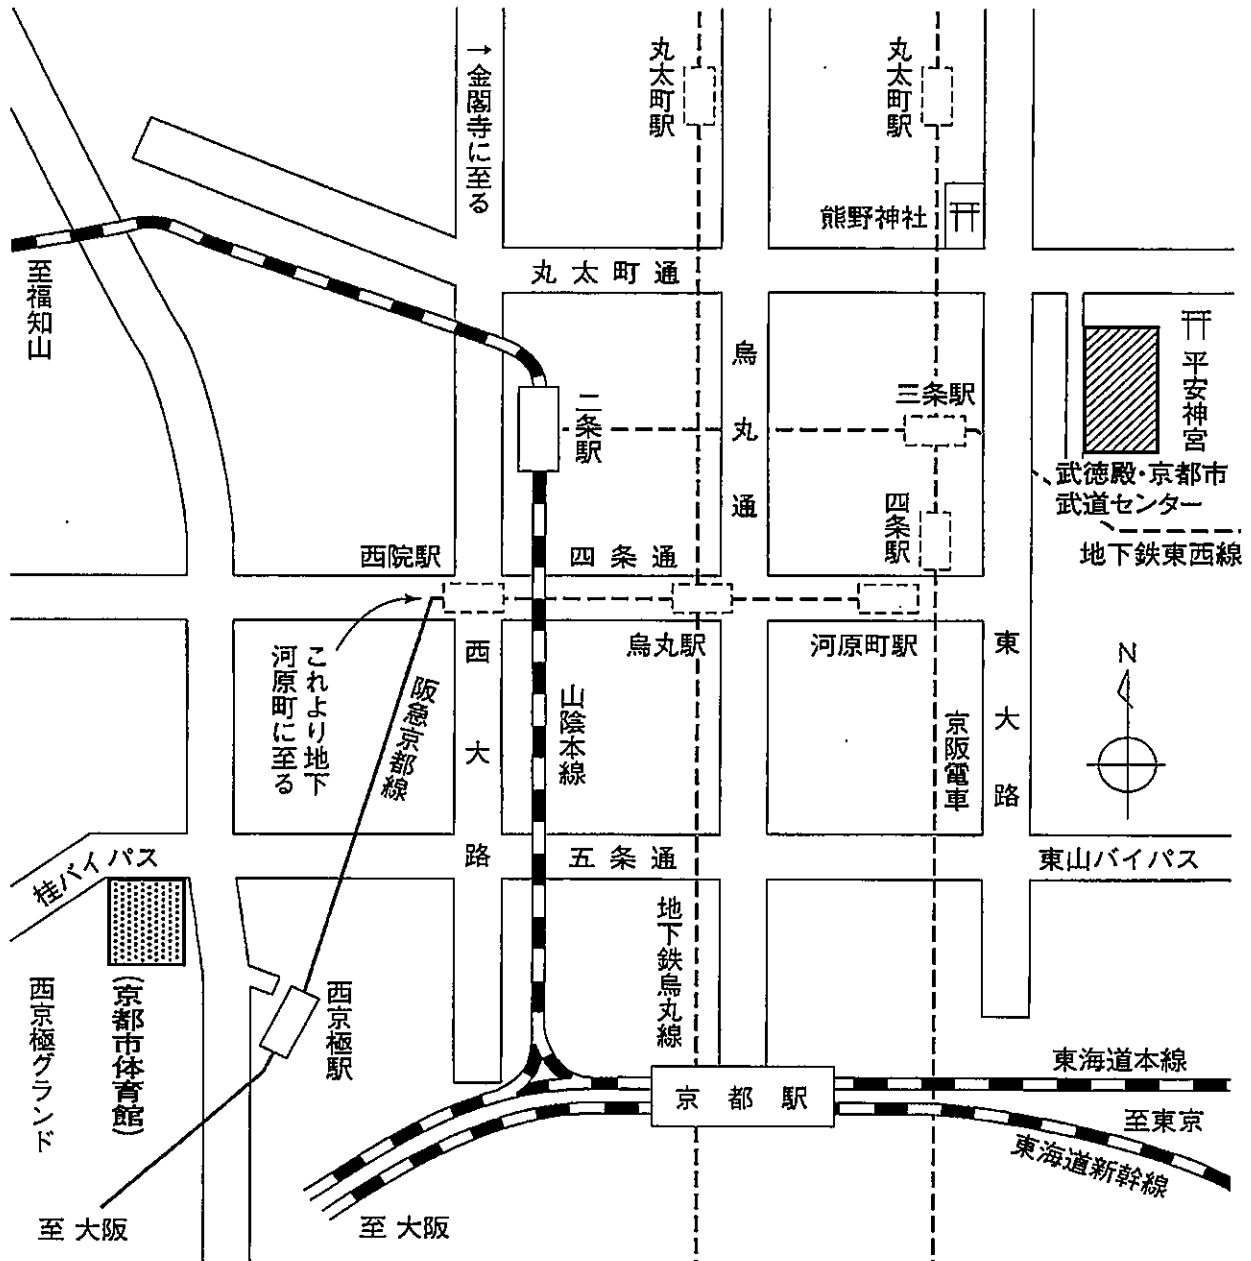 丸太町駅
丸太町駅
↑金閣寺に至る
熊野神社
丸太町通
至福知山
烏丸通
平安神宮
二条駅
三条駅
武徳殿・京都市
武道センター
四条駅
地下鉄東西線
西院駅
四条通
烏丸駅
河原町駅
これより地下
河原町に至る
阪急京都線
西大路
山陰本線
東大路
京阪電車
N
桂バイパス
五条通
東山バイパス
地下鉄烏丸線
西京極グランド
(京都市体育館)
西京極駅
京都駅
東海道本線
至東京
東海道新幹線
至 大阪
至 大阪